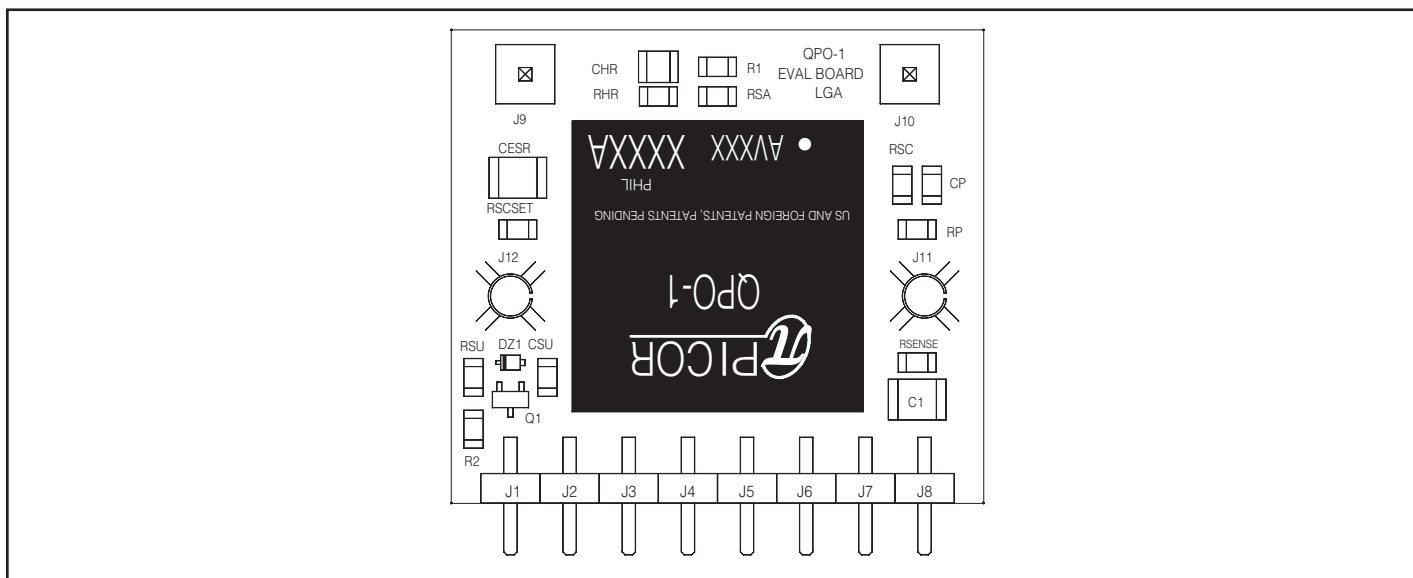 QPO-1
EVAL BOARD
LGA
CHR
R1
RHR
RSA
J9
J10
CESR
RSC
CP
RSCSET
RP
J12
J11
AVXXX
XXXXA
PHIL
US AND FOREIGN PATENTS, PATENTS PENDING
QPO-1
π PICOR
RSU
DZ1
CSU
RSENSE
C1
Q1
R2
J1 J2 J3 J4 J5 J6 J7 J8